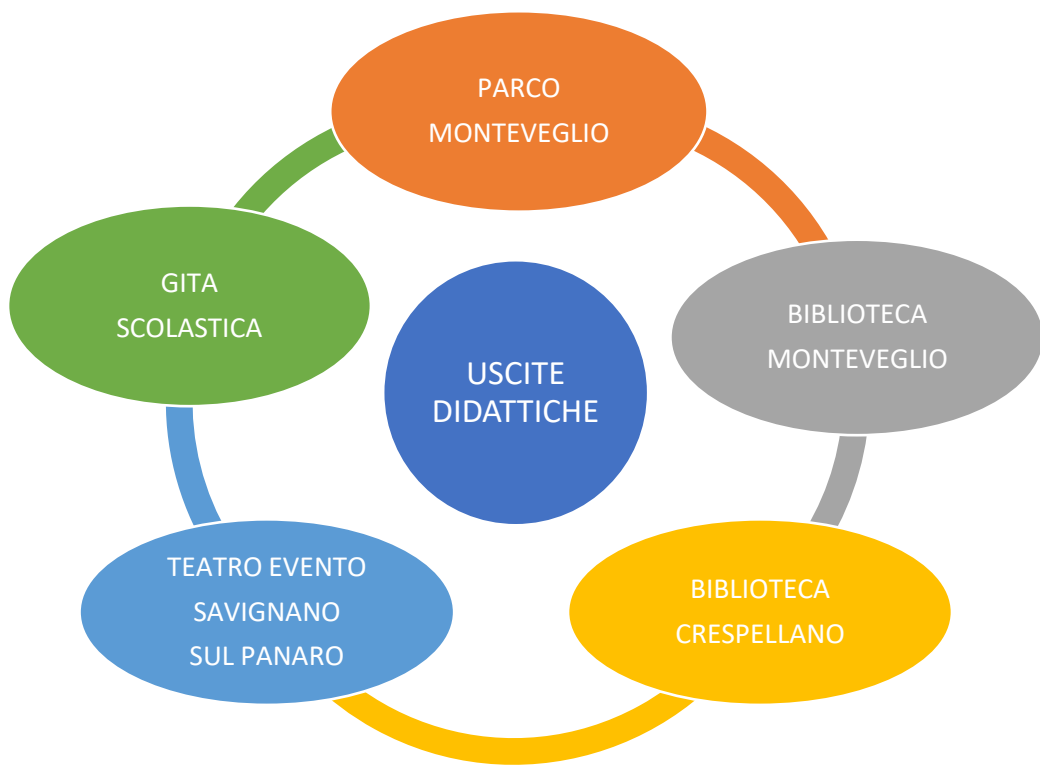 PARCO
MONTEVEGLIO
GITA
SCOLASTICA
BIBLIOTECA
MONTEVEGLIO
USCITE
DIDATTICHE
TEATRO EVENTO
SAVIGNANO
SUL PANARO
BIBLIOTECA
CRESPELLANO